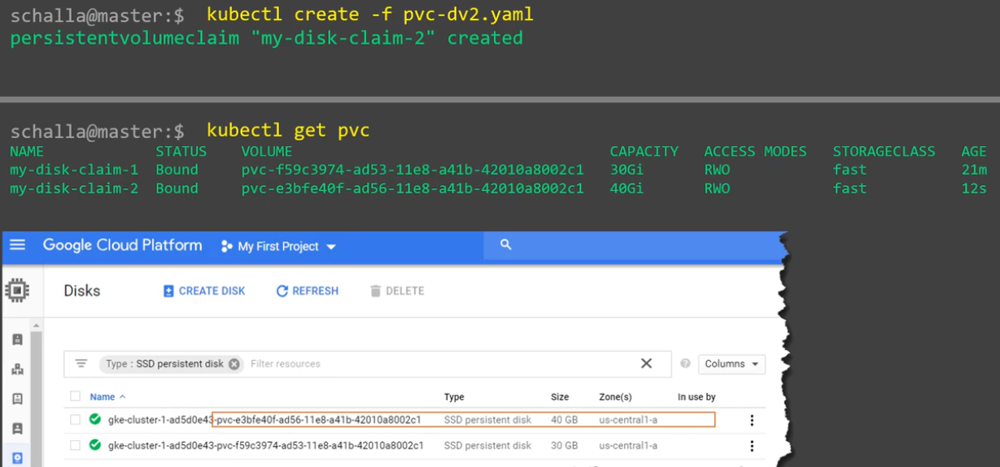 schalla@master:$ kubectl create -f pvc-dv2.yaml
persistentvolumeclaim "my-disk-claim-2" created
schalla@master:$ kubectl get pvc
NAME STATUS VOLUME CAPACITY ACCESS MODES STORAGECLASS AGE
my-disk-claim-1 Bound pvc-f59c3974-ad53-11e8-a41b-42010a8002c1 30Gi RWO fast 21m
my-disk-claim-2 Bound pvc-e3bfe40f-ad56-11e8-a41b-42010a8002c1 40Gi RWO fast 12s
Google Cloud Platform My First Project
Disks CREATE DISK REFRESH DELETE
Type : SSD persistent disk Filter resources Columns
Name Type Size Zone(s) In use by
gke-cluster-1-ad5d0e43-pvc-e3bfe40f-ad56-11e8-a41b-42010a8002c1 SSD persistent disk 40 GB us-central1-a
gke-cluster-1-ad5d0e43-pvc-f59c3974-ad53-11e8-a41b-42010a8002c1 SSD persistent disk 30 GB us-central1-a